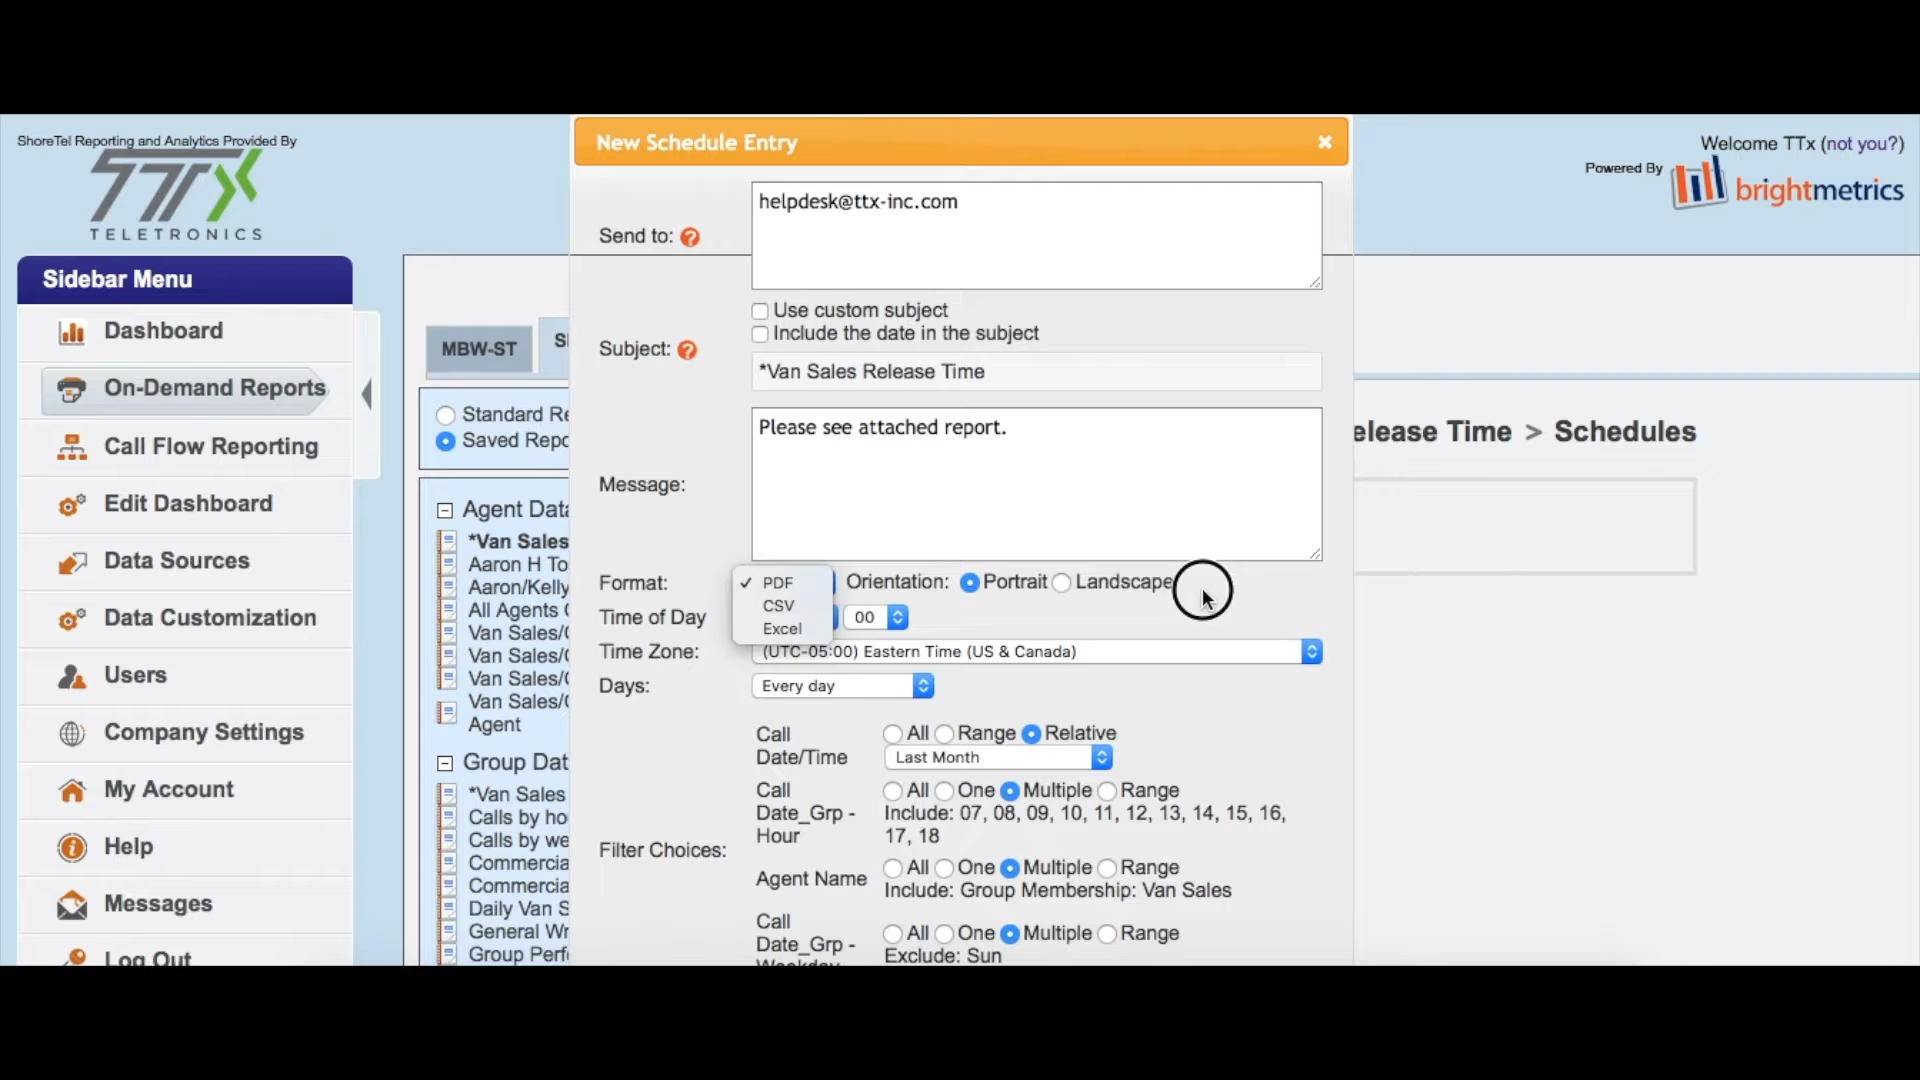 ShoreTel Reporting and Analytics Provided By
TTX
TELETRONICS
Welcome TTx (not you?)
Powered By
brightmetrics
Sidebar Menu
Dashboard
On-Demand Reports
Call Flow Reporting
Edit Dashboard
Data Sources
Data Customization
Users
Company Settings
My Account
Help
Messages
Log Out
MBW-ST
Standard Re
Saved Repo
Agent Data
*Van Sales
Aaron H To
Aaron/Kelly
All Agents
Van Sales/
Van Sales/
Van Sales/
Van Sales/
Agent
Group Dat
*Van Sales
Calls by ho
Calls by we
Commercia
Commercia
Daily Van S
General Wr
Group Perf
New Schedule Entry
Send to: ?
helpdesk@ttx-inc.com
Subject: ?
Use custom subject
Include the date in the subject
*Van Sales Release Time
Message:
Please see attached report.
Format:
✓ PDF
CSV
Excel
Orientation: Portrait Landscape
Time of Day
00
Time Zone:
(UTC-05:00) Eastern Time (US & Canada)
Days:
Every day
Filter Choices:
Call
Date/Time
All Range Relative
Last Month
Call
Date_Grp -
Hour
All One Multiple Range
Include: 07, 08, 09, 10, 11, 12, 13, 14, 15, 16,
17, 18
Agent Name
All One Multiple Range
Include: Group Membership: Van Sales
Call
Date_Grp -
Weekday
All One Multiple Range
Exclude: Sun
elease Time > Schedules